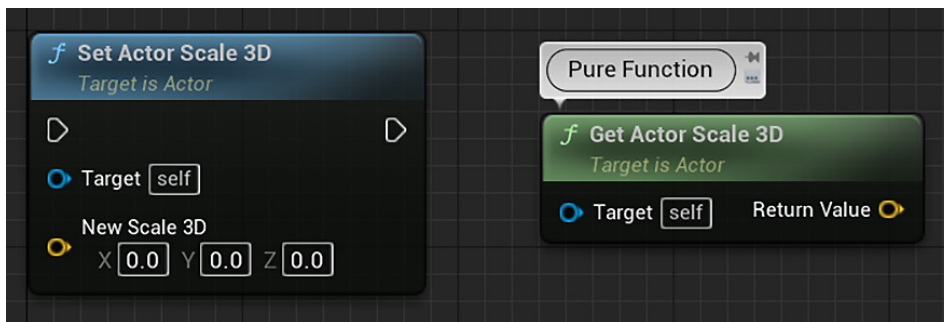 f Set Actor Scale 3D
Target is Actor
Target self
New Scale 3D
X 0.0 Y 0.0 Z 0.0
Pure Function
f Get Actor Scale 3D
Target is Actor
Target self Return Value